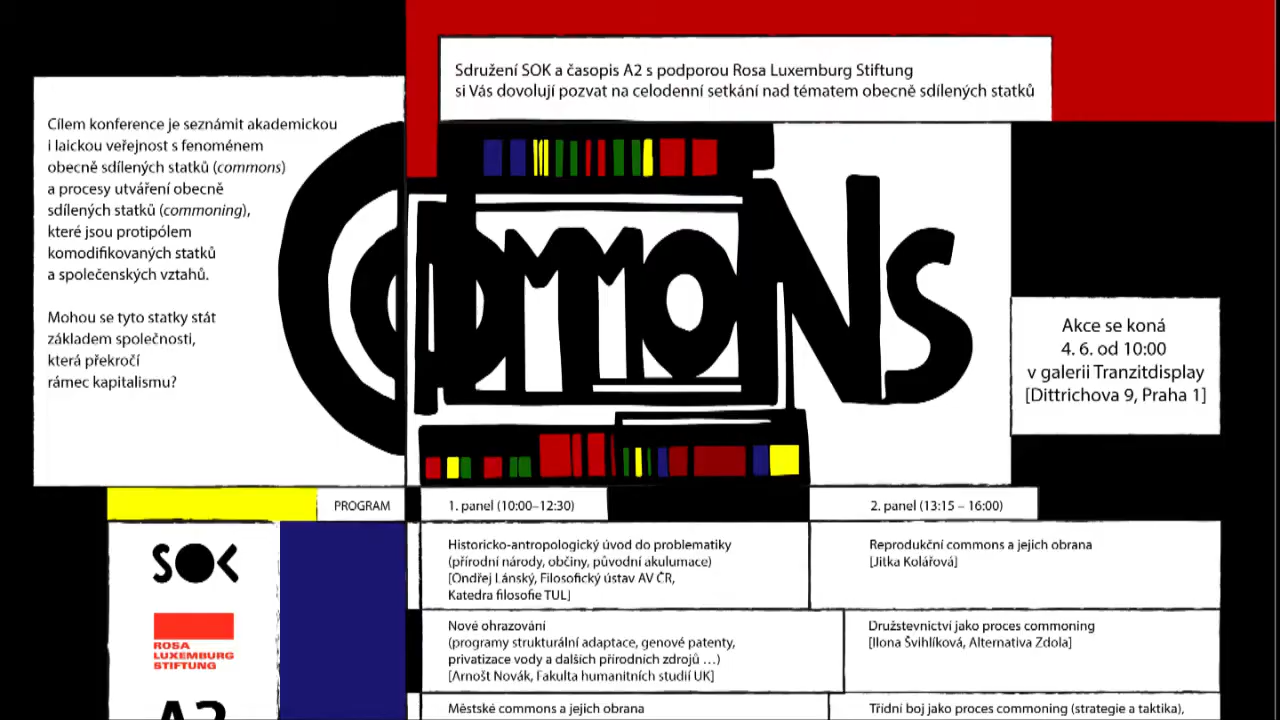 Sdružení SOK a časopis A2 s podporou Rosa Luxemburg Stiftung
si Vás dovolují pozvat na celodenní setkání nad tématem obecně sdílených statků
Cílem konference je seznámit akademickou
i laickou veřejnost s fenoménem
obecně sdílených statků (commons)
a procesy utváření obecně
sdílených statků (commoning),
které jsou protipólem
komodifikovaných statků
a společenských vztahů.
Mohou se tyto statky stát
základem společnosti,
která překročí
rámec kapitalismu?
COMMONS
Akce se koná
4. 6. od 10:00
v galerii Tranzitdisplay
[Dittrichova 9, Praha 1]
PROGRAM
1. panel (10:00–12:30)
2. panel (13:15 – 16:00)
SOK
ROSA
LUXEMBURG
STIFTUNG
A2
Historicko-antropologický úvod do problematiky
(přírodní národy, občiny, původní akumulace)
[Ondřej Lánský, Filosofický ústav AV ČR,
Katedra filosofie TUL]
Reprodukční commons a jejich obrana
[Jitka Kolářová]
Nové ohrazování
(programy strukturální adaptace, genové patenty,
privatizace vody a dalších přírodních zdrojů …)
[Arnošt Novák, Fakulta humanitních studií UK]
Družstevnictví jako proces commoning
[Ilona Švihlíková, Alternativa Zdola]
Městské commons a jejich obrana
Třídní boj jako proces commoning (strategie a taktika),